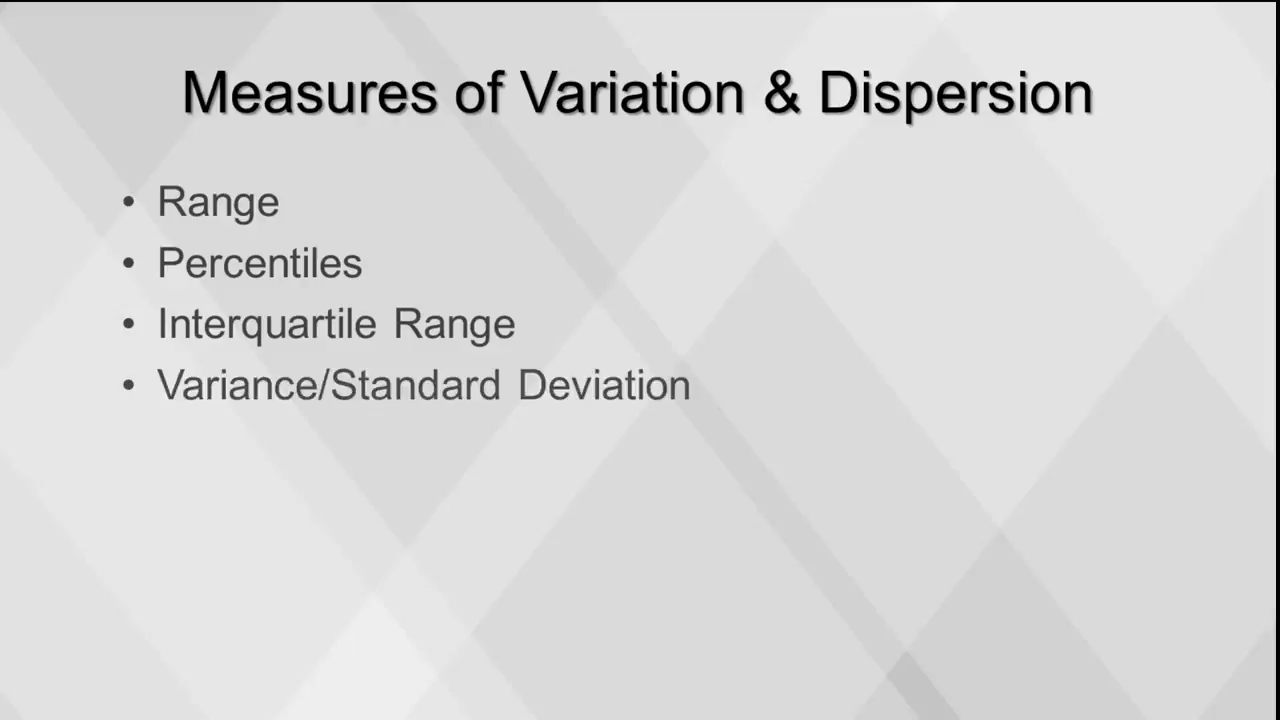 Measures of Variation & Dispersion
• Range
• Percentiles
• Interquartile Range
• Variance/Standard Deviation